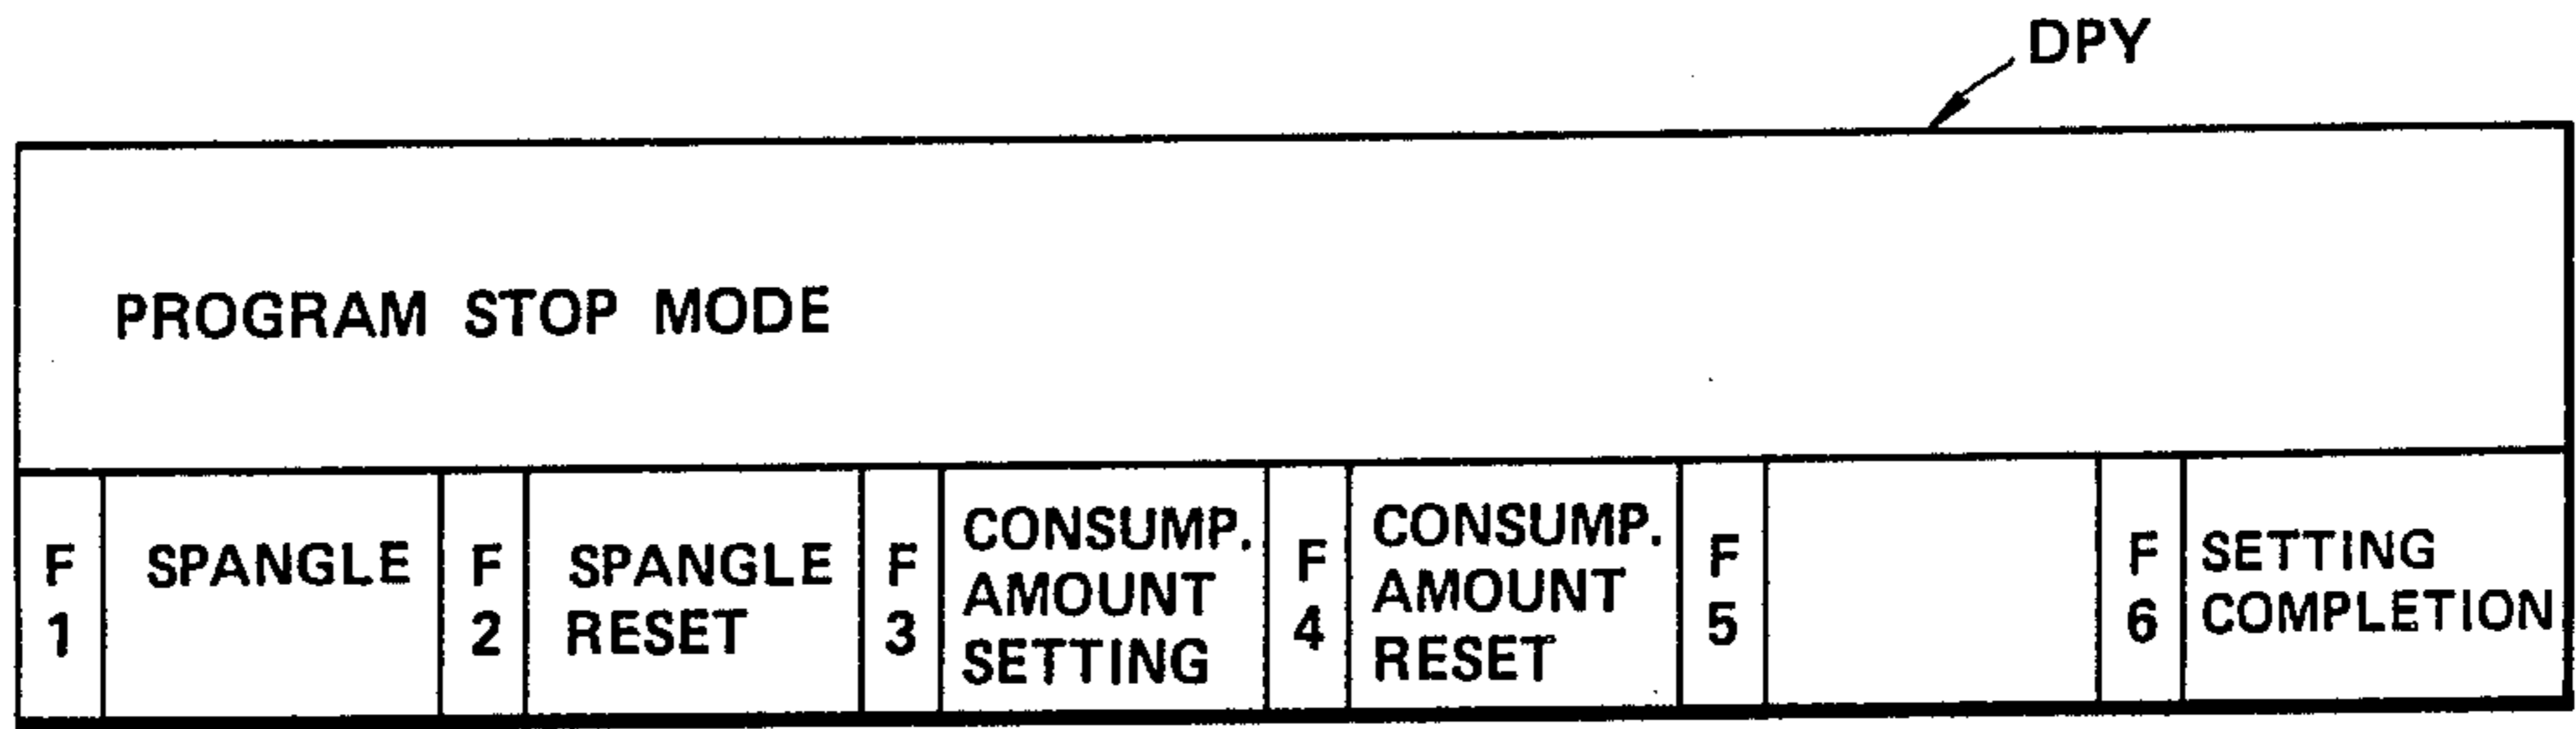 DPY
PROGRAM STOP MODE
F
1
SPANGLE
F
2
SPANGLE
RESET
F
3
CONSUMP.
AMOUNT
SETTING
F
4
CONSUMP.
AMOUNT
RESET
F
5
F
6
SETTING
COMPLETION